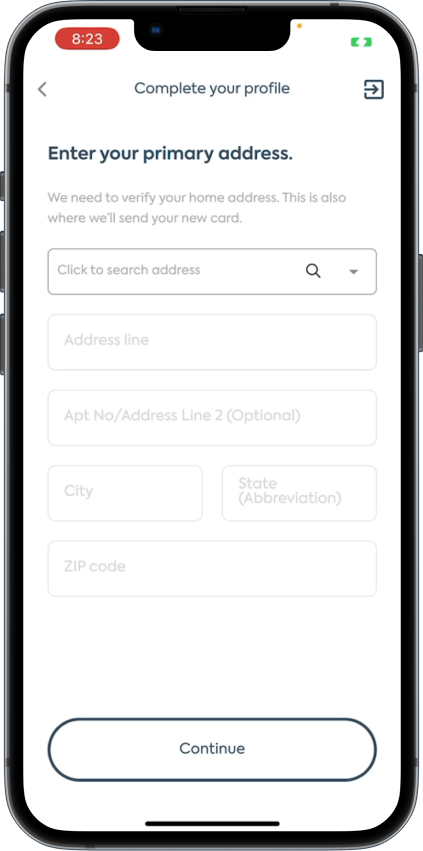 8:23
Complete your profile
Enter your primary address.
We need to verify your home address. This is also
where we'll send your new card.
Click to search address
Address line
Apt No/Address Line 2 (Optional)
City
State
(Abbreviation)
ZIP code
Continue